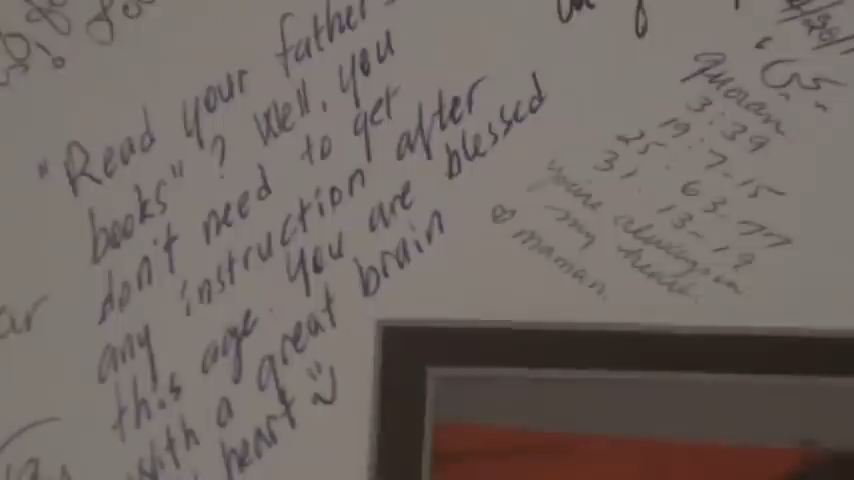 "Read your father
books"? Well, you
don't need to get
any instruction after
this age. You are blessed
with a great brain
heart
quoran
3:39
19:7-15
25:63-77
31:13-19
you're always in
my heart.
maman.